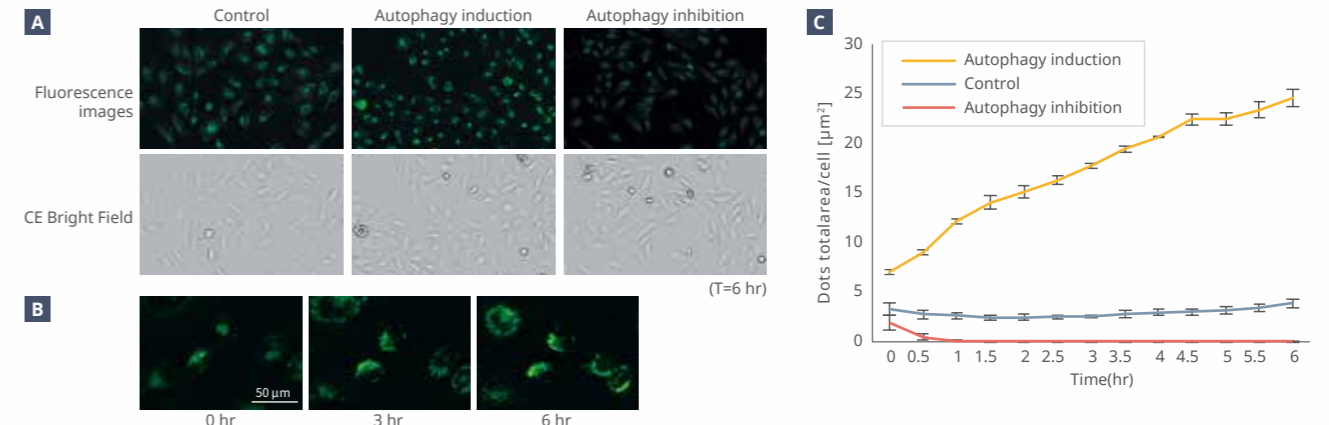 A
Control
Autophagy induction
Autophagy inhibition
Fluorescence
images
CE Bright Field
(T=6 hr)
B
50 µm
0 hr
3 hr
6 hr
C
Autophagy induction
Control
Autophagy inhibition
Dots totalarea/cell [µm²]
30
25
20
15
10
5
0
0 0.5 1 1.5 2 2.5 3 3.5 4 4.5 5 5.5 6
Time(hr)